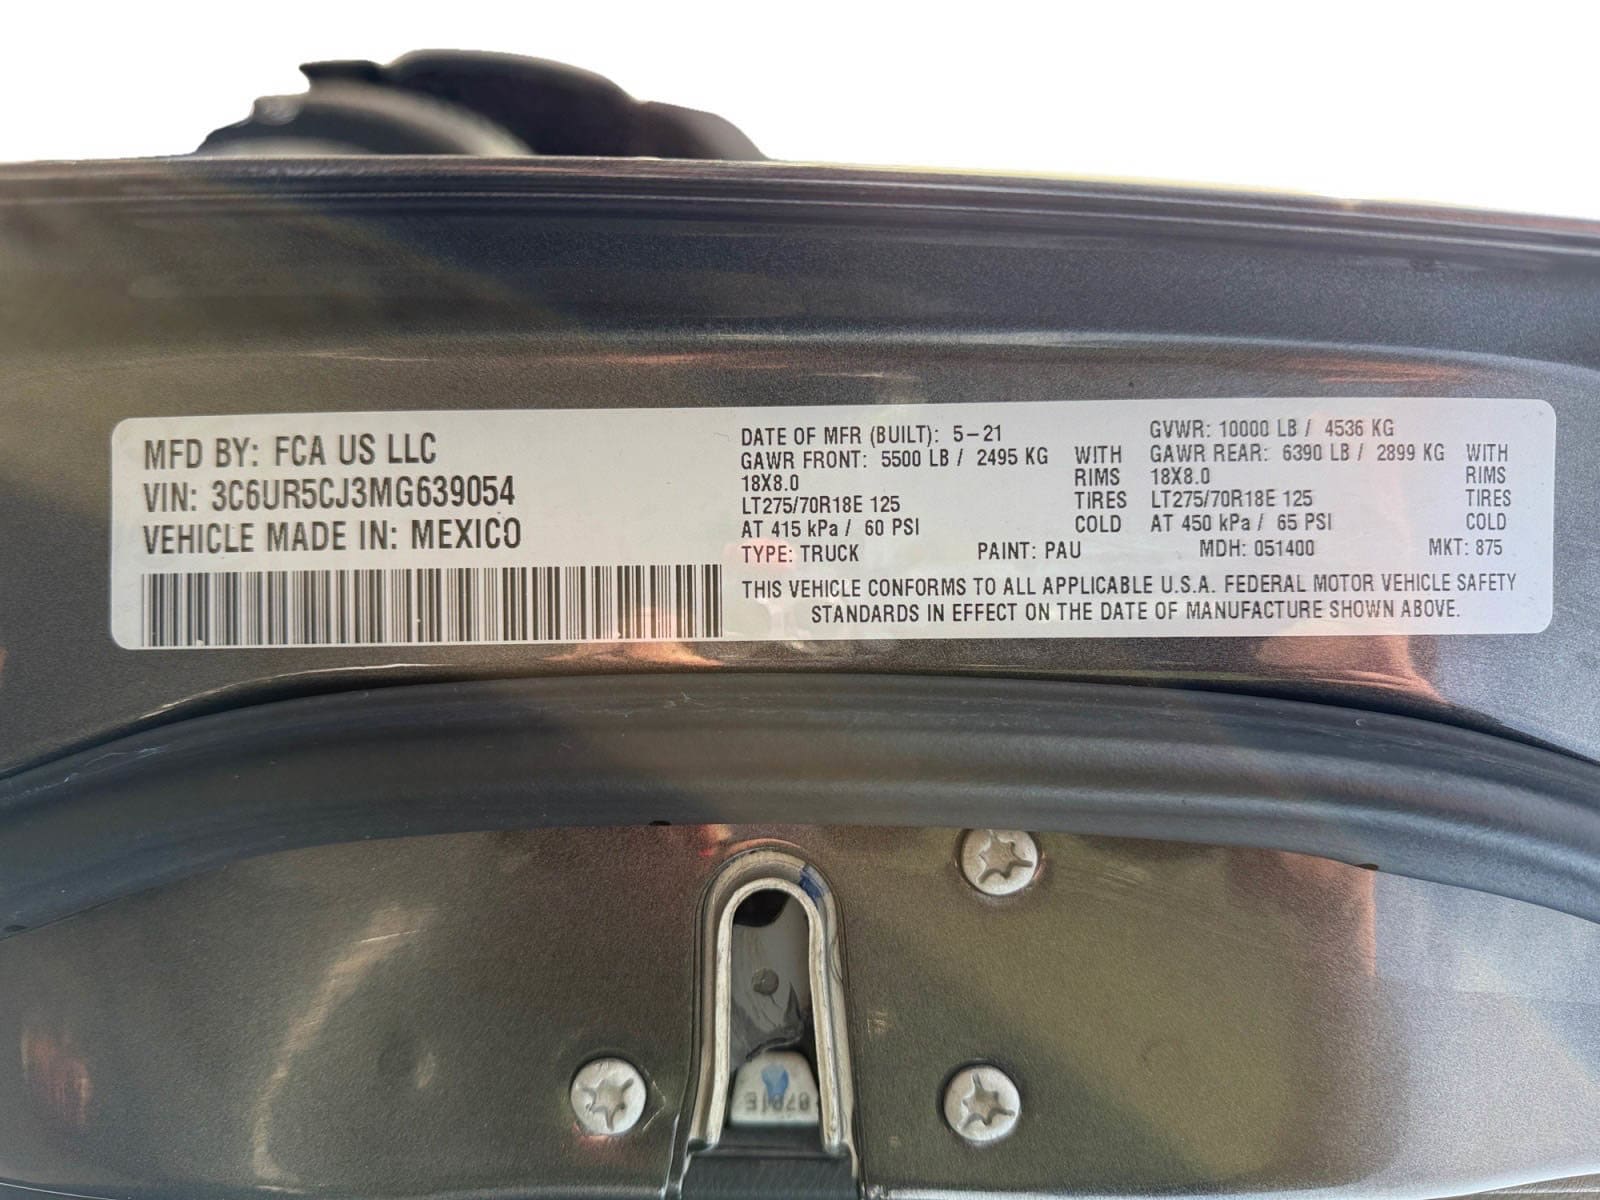 MFD BY: FCA US LLC
VIN: 3C6UR5CJ3MG639054
VEHICLE MADE IN: MEXICO
DATE OF MFR (BUILT): 5-21
GAWR FRONT: 5500 LB / 2495 KG WITH
18X8.0 RIMS
LT275/70R18E 125 TIRES
AT 415 kPa / 60 PSI COLD
GVWR: 10000 LB / 4536 KG
GAWR REAR: 6390 LB / 2899 KG WITH
18X8.0 RIMS
LT275/70R18E 125 TIRES
AT 450 kPa / 65 PSI COLD
TYPE: TRUCK PAINT: PAU MDH: 051400 MKT: 875
THIS VEHICLE CONFORMS TO ALL APPLICABLE U.S.A. FEDERAL MOTOR VEHICLE SAFETY
STANDARDS IN EFFECT ON THE DATE OF MANUFACTURE SHOWN ABOVE.